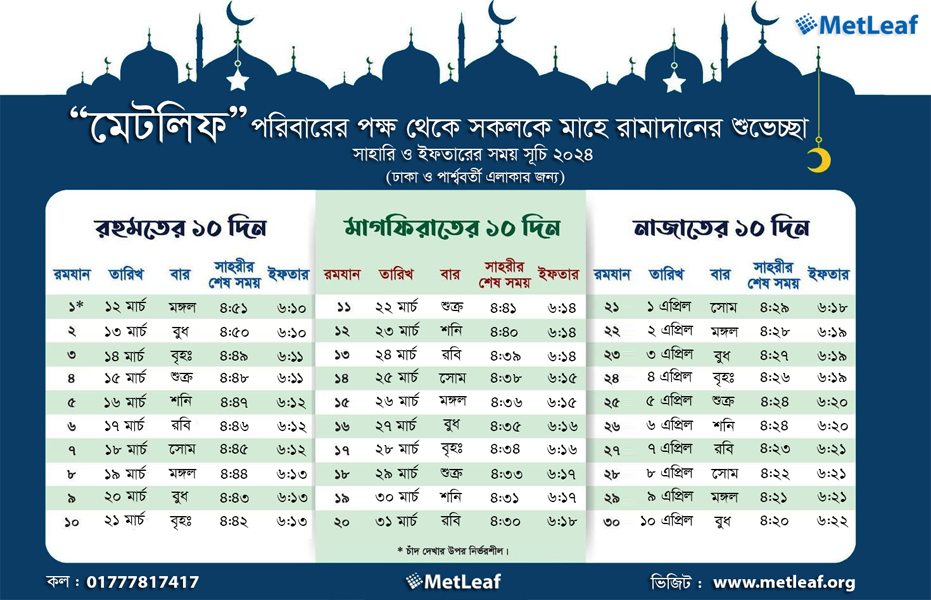 MetLeaf
“মেটলিফ” পরিবারের পক্ষ থেকে সকলকে মাহে রামাদানের শুভেচ্ছা
সাহারি ও ইফতারের সময় সূচি ২০২৪
(ঢাকা ও পার্শ্ববর্তী এলাকার জন্য)
রহমতের ১০ দিন
রমযান তারিখ বার সাহরীর শেষ সময় ইফতার
১* ১২ মার্চ মঙ্গল ৪:৫১ ৬:১০
২ ১৩ মার্চ বুধ ৪:৫০ ৬:১০
৩ ১৪ মার্চ বৃহঃ ৪:৪৯ ৬:১১
৪ ১৫ মার্চ শুক্র ৪:৪৮ ৬:১১
৫ ১৬ মার্চ শনি ৪:৪৭ ৬:১২
৬ ১৭ মার্চ রবি ৪:৪৬ ৬:১২
৭ ১৮ মার্চ সোম ৪:৪৫ ৬:১২
৮ ১৯ মার্চ মঙ্গল ৪:৪৪ ৬:১৩
৯ ২০ মার্চ বুধ ৪:৪৩ ৬:১৩
১০ ২১ মার্চ বৃহঃ ৪:৪২ ৬:১৩
মাগফিরাতের ১০ দিন
রমযান তারিখ বার সাহরীর শেষ সময় ইফতার
১১ ২২ মার্চ শুক্র ৪:৪১ ৬:১৪
১২ ২৩ মার্চ শনি ৪:৪০ ৬:১৪
১৩ ২৪ মার্চ রবি ৪:৩৯ ৬:১৪
১৪ ২৫ মার্চ সোম ৪:৩৮ ৬:১৫
১৫ ২৬ মার্চ মঙ্গল ৪:৩৬ ৬:১৫
১৬ ২৭ মার্চ বুধ ৪:৩৫ ৬:১৬
১৭ ২৮ মার্চ বৃহঃ ৪:৩৪ ৬:১৬
১৮ ২৯ মার্চ শুক্র ৪:৩৩ ৬:১৭
১৯ ৩০ মার্চ শনি ৪:৩১ ৬:১৭
২০ ৩১ মার্চ রবি ৪:৩০ ৬:১৮
* চাঁদ দেখার উপর নির্ভরশীল।
নাজাতের ১০ দিন
রমযান তারিখ বার সাহরীর শেষ সময় ইফতার
২১ ১ এপ্রিল সোম ৪:২৯ ৬:১৮
২২ ২ এপ্রিল মঙ্গল ৪:২৮ ৬:১৯
২৩ ৩ এপ্রিল বুধ ৪:২৭ ৬:১৯
২৪ ৪ এপ্রিল বৃহঃ ৪:২৬ ৬:১৯
২৫ ৫ এপ্রিল শুক্র ৪:২৪ ৬:২০
২৬ ৬ এপ্রিল শনি ৪:২৪ ৬:২০
২৭ ৭ এপ্রিল রবি ৪:২৩ ৬:২১
২৮ ৮ এপ্রিল সোম ৪:২২ ৬:২১
২৯ ৯ এপ্রিল মঙ্গল ৪:২১ ৬:২১
৩০ ১০ এপ্রিল বুধ ৪:২০ ৬:২২
কল : 01777817417
MetLeaf
ভিজিট : www.metleaf.org